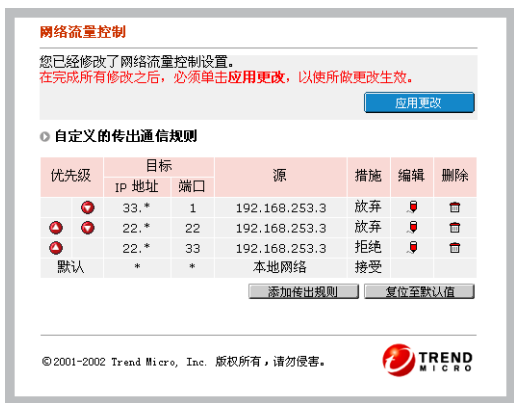 网络流量控制
您已经修改了网络流量控制设置。
在完成所有修改之后，必须单击应用更改，以使所做更改生效。
应用更改
自定义的传出通信规则
优先级 目标 源 措施 编辑 删除
IP 地址 端口
33.* 1 192.168.253.3 放弃
22.* 22 192.168.253.3 放弃
22.* 33 192.168.253.3 拒绝
默认 * * 本地网络 接受
添加传出规则 复位至默认值
©2001-2002 Trend Micro, Inc. 版权所有，请勿侵害。
TREND
MICRO